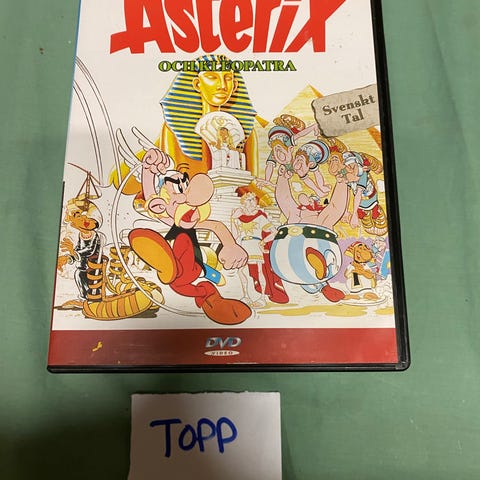 Asterix
OCH KLEOPATRA
Svenskt
Tal
DVD
VIDEO
TOPP